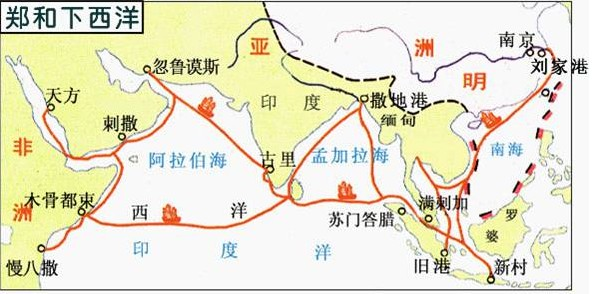 郑和下西洋
亚洲
南京
刘家港
忽鲁谟斯
明
天方
印度
撒地港
缅甸
刺撒
非洲
阿拉伯海
古里
孟加拉海
南海
木骨都束
西洋
苏门答腊
满剌加
婆罗
印度洋
慢八撒
旧港
新村